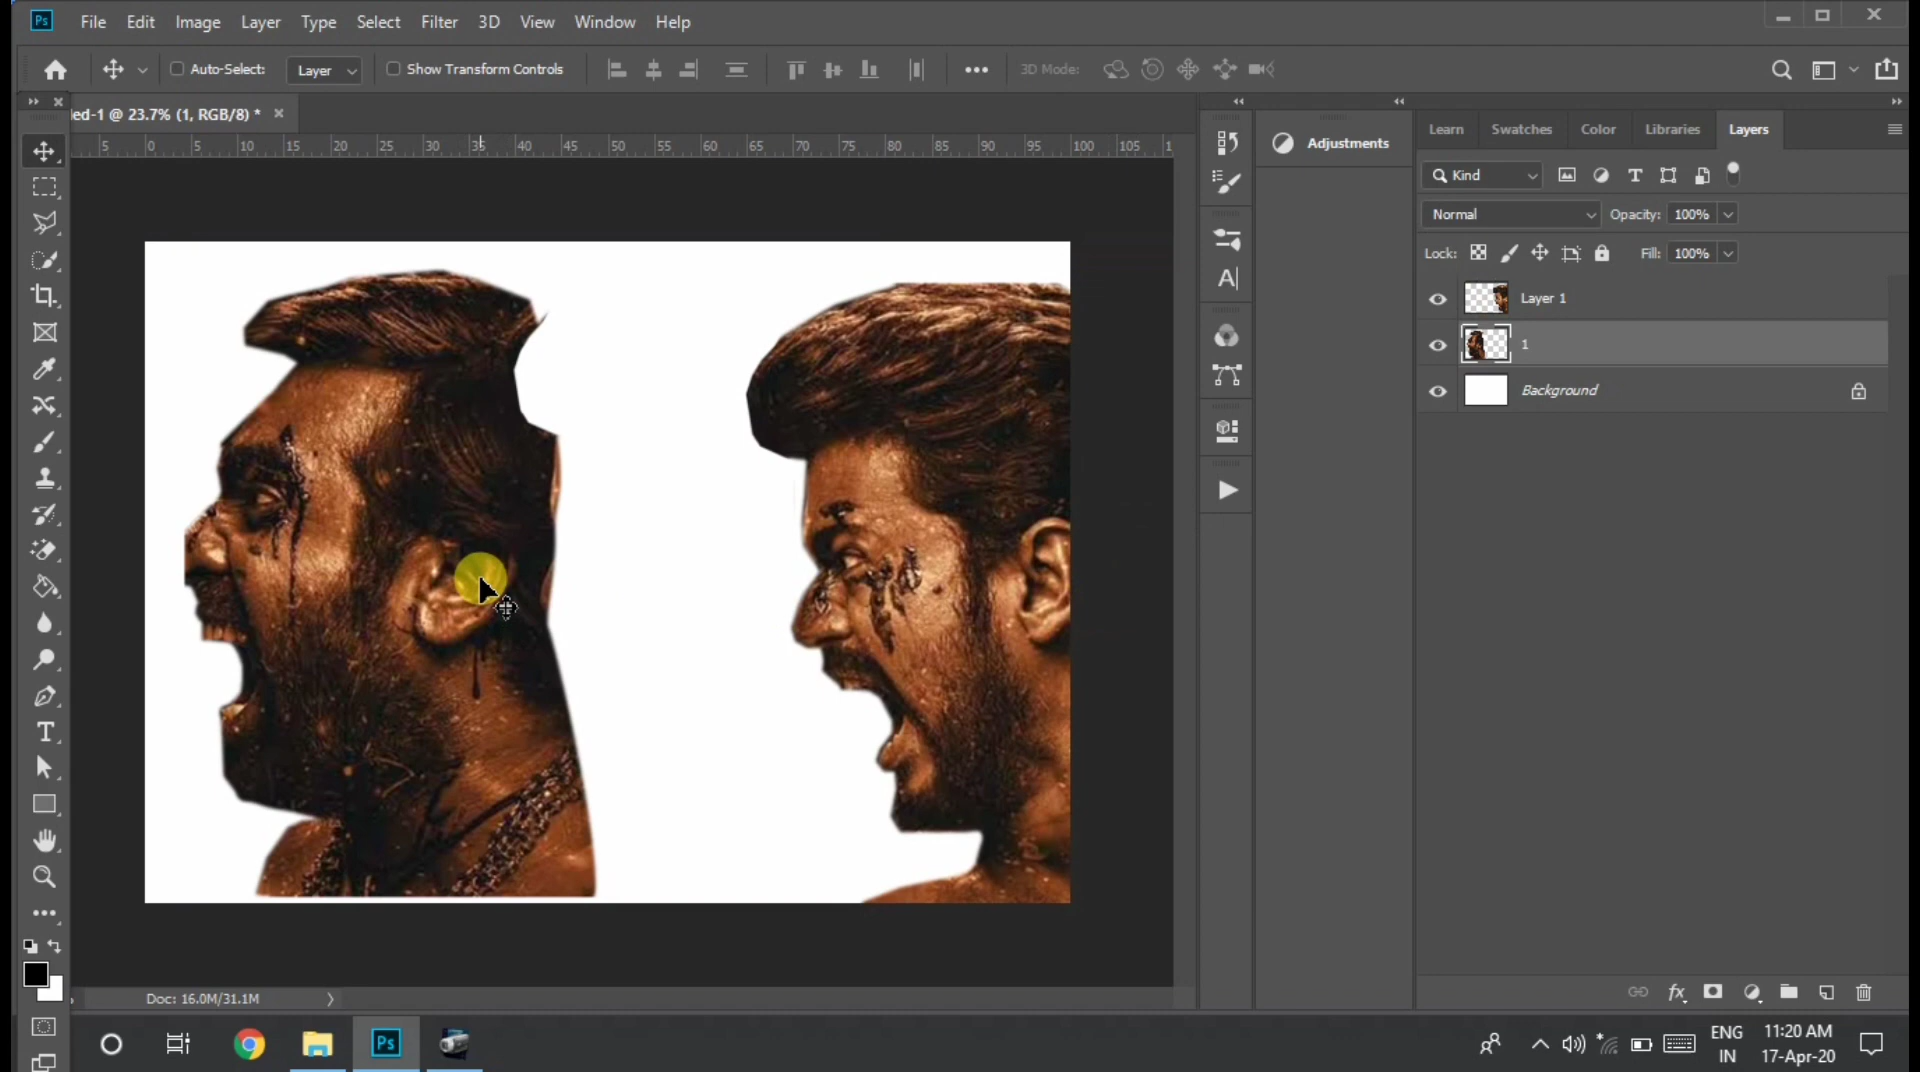 Ps File Edit Image Layer Type Select Filter 3D View Window Help
Auto-Select: Layer Show Transform Controls 3D Mode:
led-1 @ 23.7% (1, RGB/8) *
5 0 5 10 15 20 25 30 35 40 45 50 55 60 65 70 75 80 85 90 95 100 105 1
Adjustments
Learn Swatches Color Libraries Layers
Kind
Normal Opacity: 100%
Lock: Fill: 100%
Layer 1
1
Background
Doc: 16.0M/31.1M
fx
Ps
ENG 11:20 AM
IN 17-Apr-20